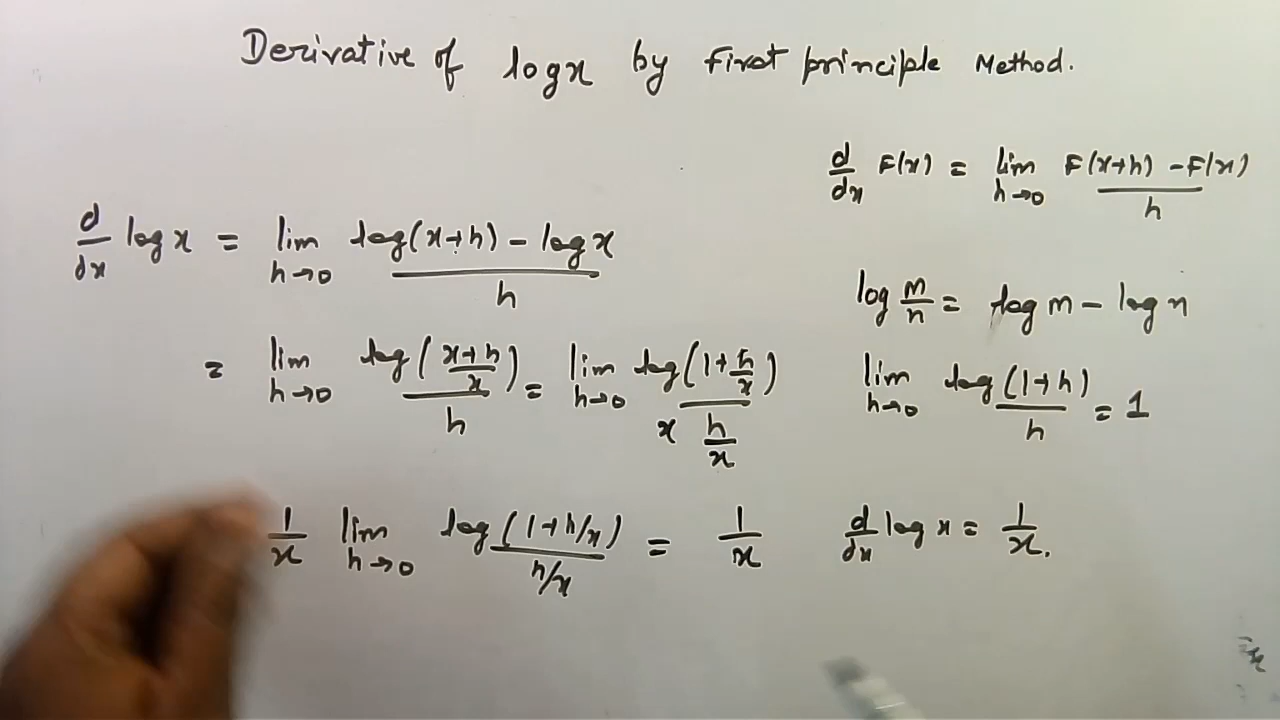 Derivative of log x by First principle Method.
d/dx F(x) = lim h→0 F(x+h) - F(x) / h
d/dx log x = lim h→0 log(x+h) - log x / h
log m/n = log m - log n
= lim h→0 log(x+h/x) / h = lim h→0 log(1+h/x) / x h/x
lim h→0 log(1+h) / h = 1
1/x lim h→0 log(1+h/x) / h/x = 1/x
d/dx log x = 1/x.